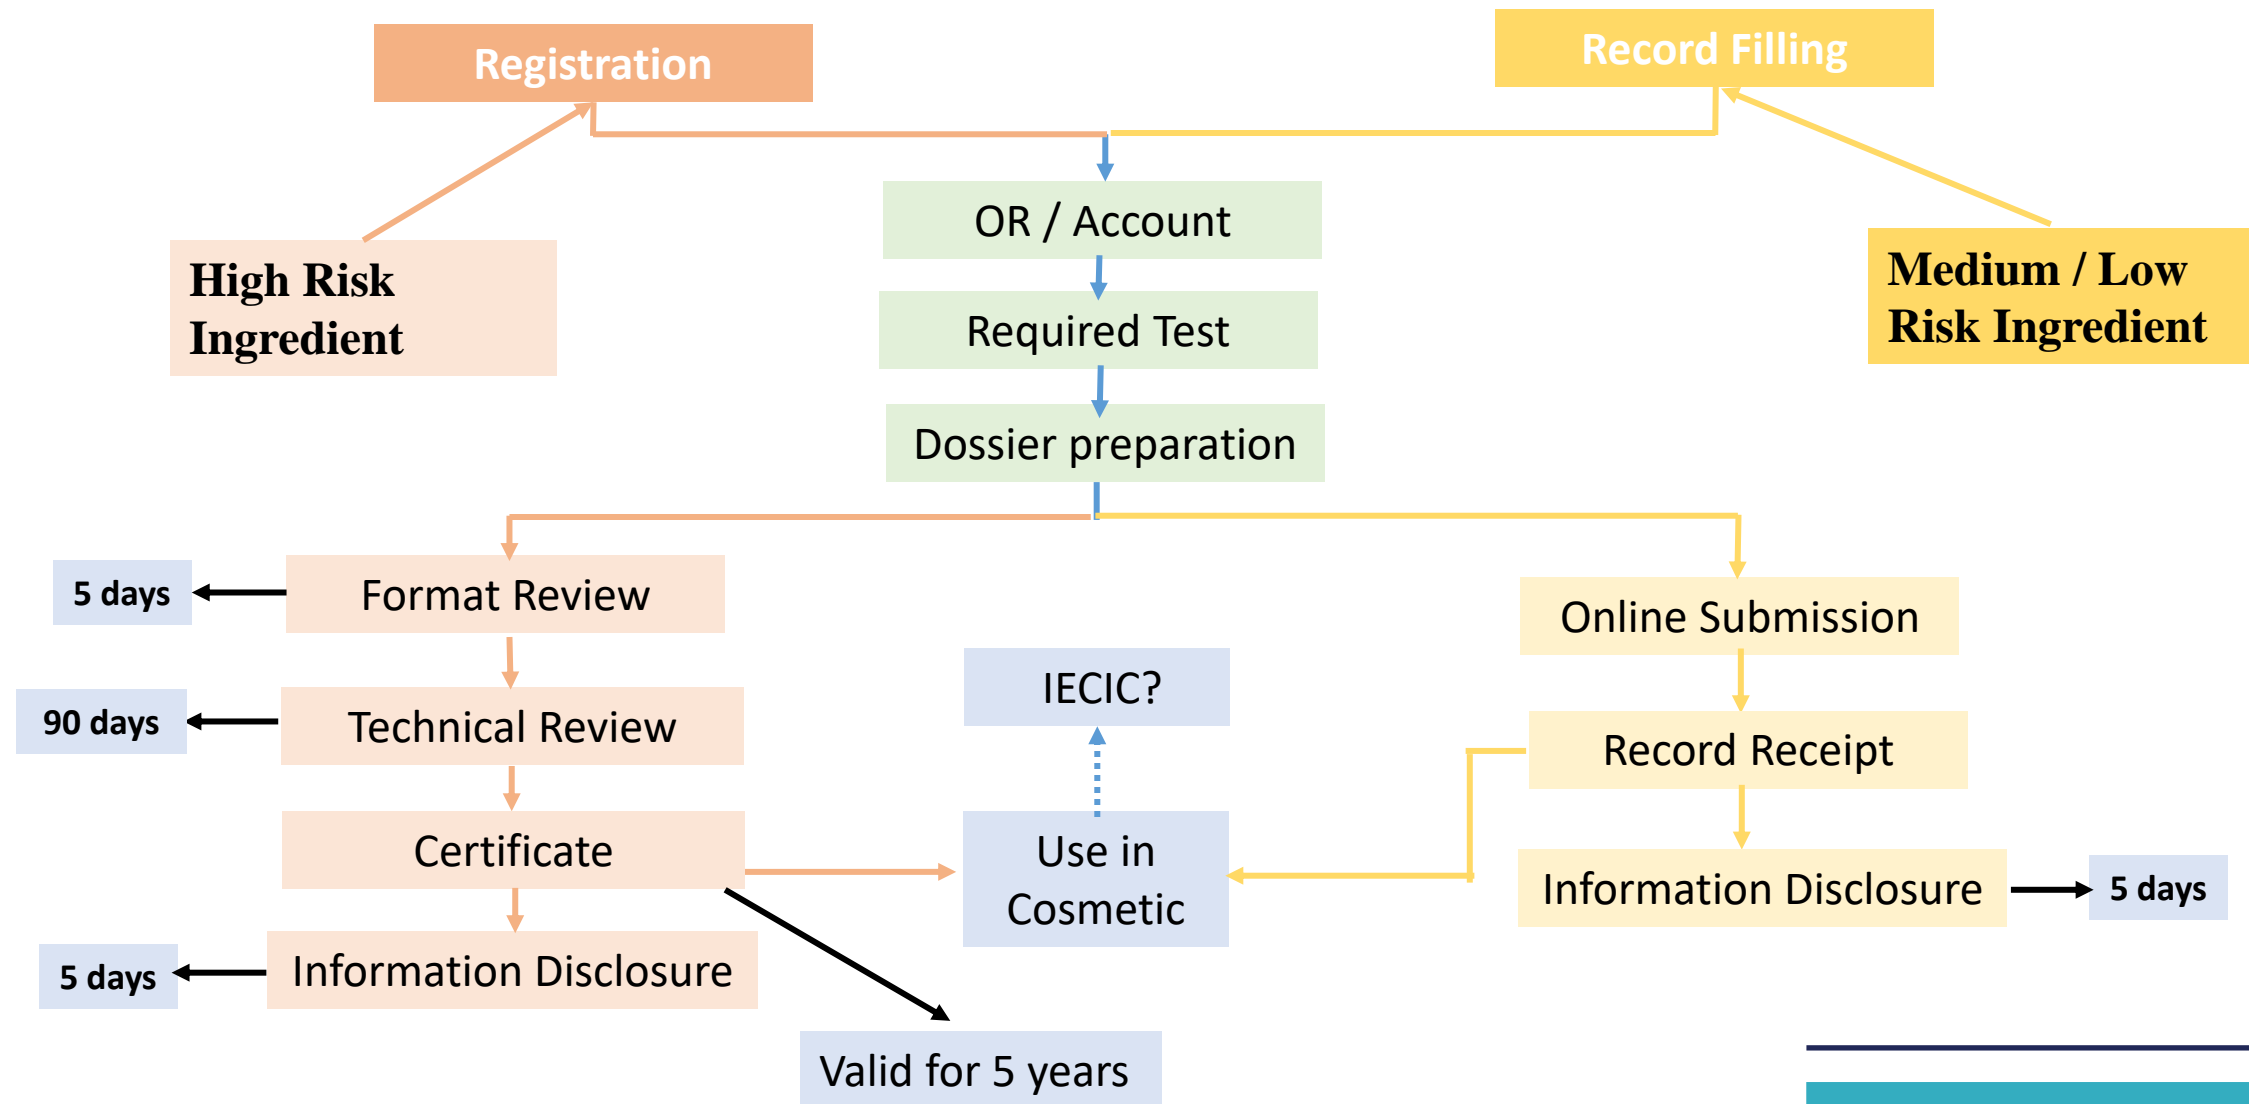 Registration
Record Filling
OR / Account
High Risk
Ingredient
Medium / Low
Risk Ingredient
Required Test
Dossier preparation
5 days
Format Review
Online Submission
90 days
Technical Review
IECIC?
Record Receipt
Certificate
Use in
Cosmetic
Information Disclosure
5 days
5 days
Information Disclosure
Valid for 5 years